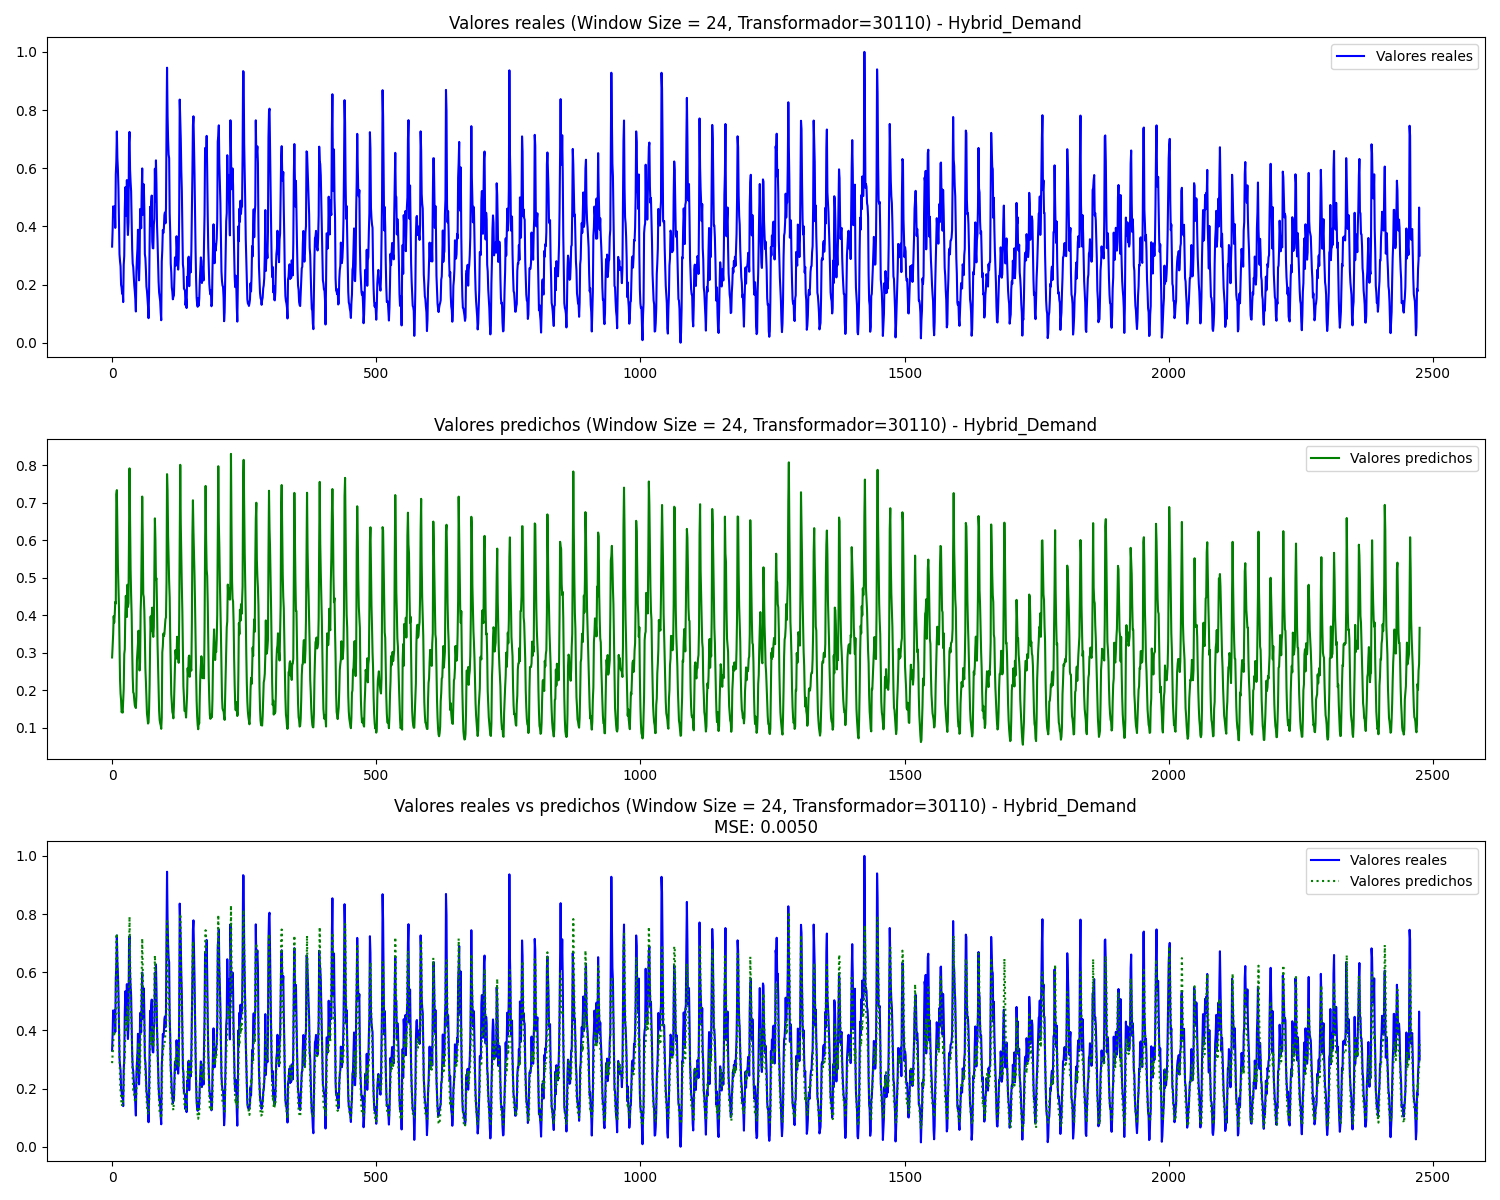 Valores reales (Window Size = 24, Transformador=30110) - Hybrid_Demand
Valores reales
1.0
0.8
0.6
0.4
0.2
0.0
0 500 1000 1500 2000 2500
Valores predichos (Window Size = 24, Transformador=30110) - Hybrid_Demand
Valores predichos
0.8
0.7
0.6
0.5
0.4
0.3
0.2
0.1
0 500 1000 1500 2000 2500
Valores reales vs predichos (Window Size = 24, Transformador=30110) - Hybrid_Demand
MSE: 0.0050
Valores reales
Valores predichos
1.0
0.8
0.6
0.4
0.2
0.0
0 500 1000 1500 2000 2500